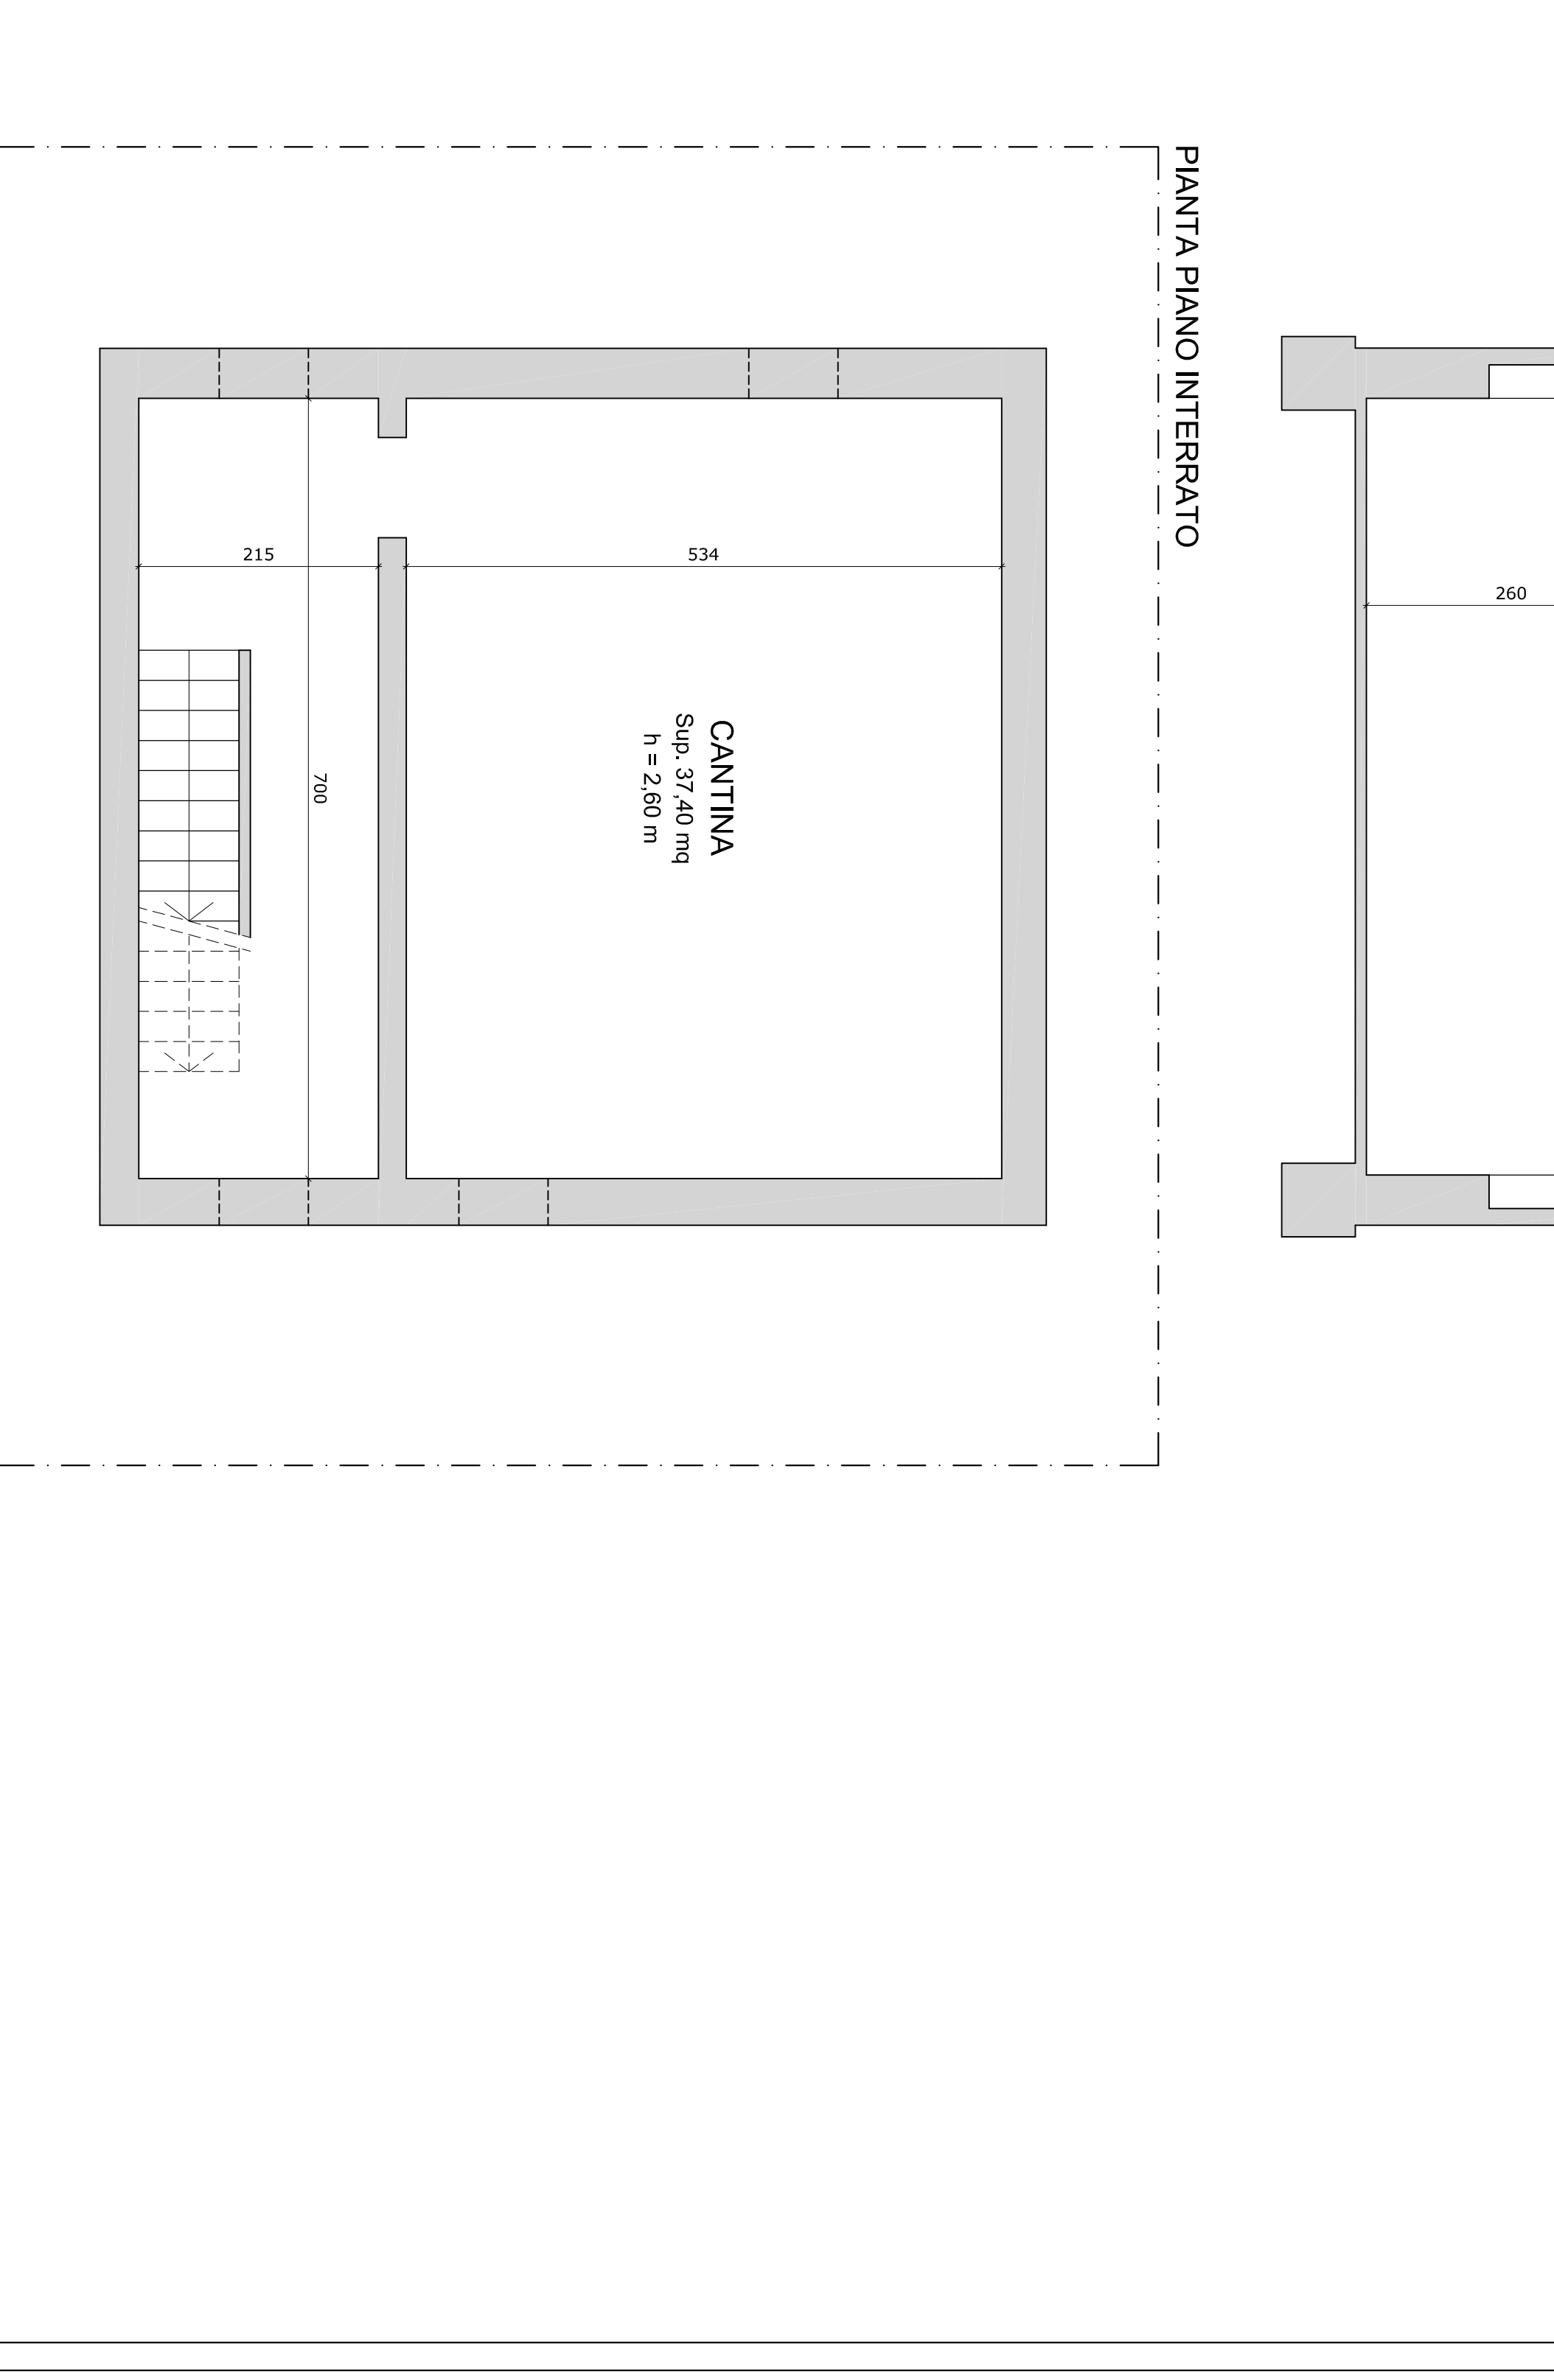 PIANTA PIANO INTERRATO
215
534
260
700
CANTINA
Sup. 37,40 mq
h = 2,60 m